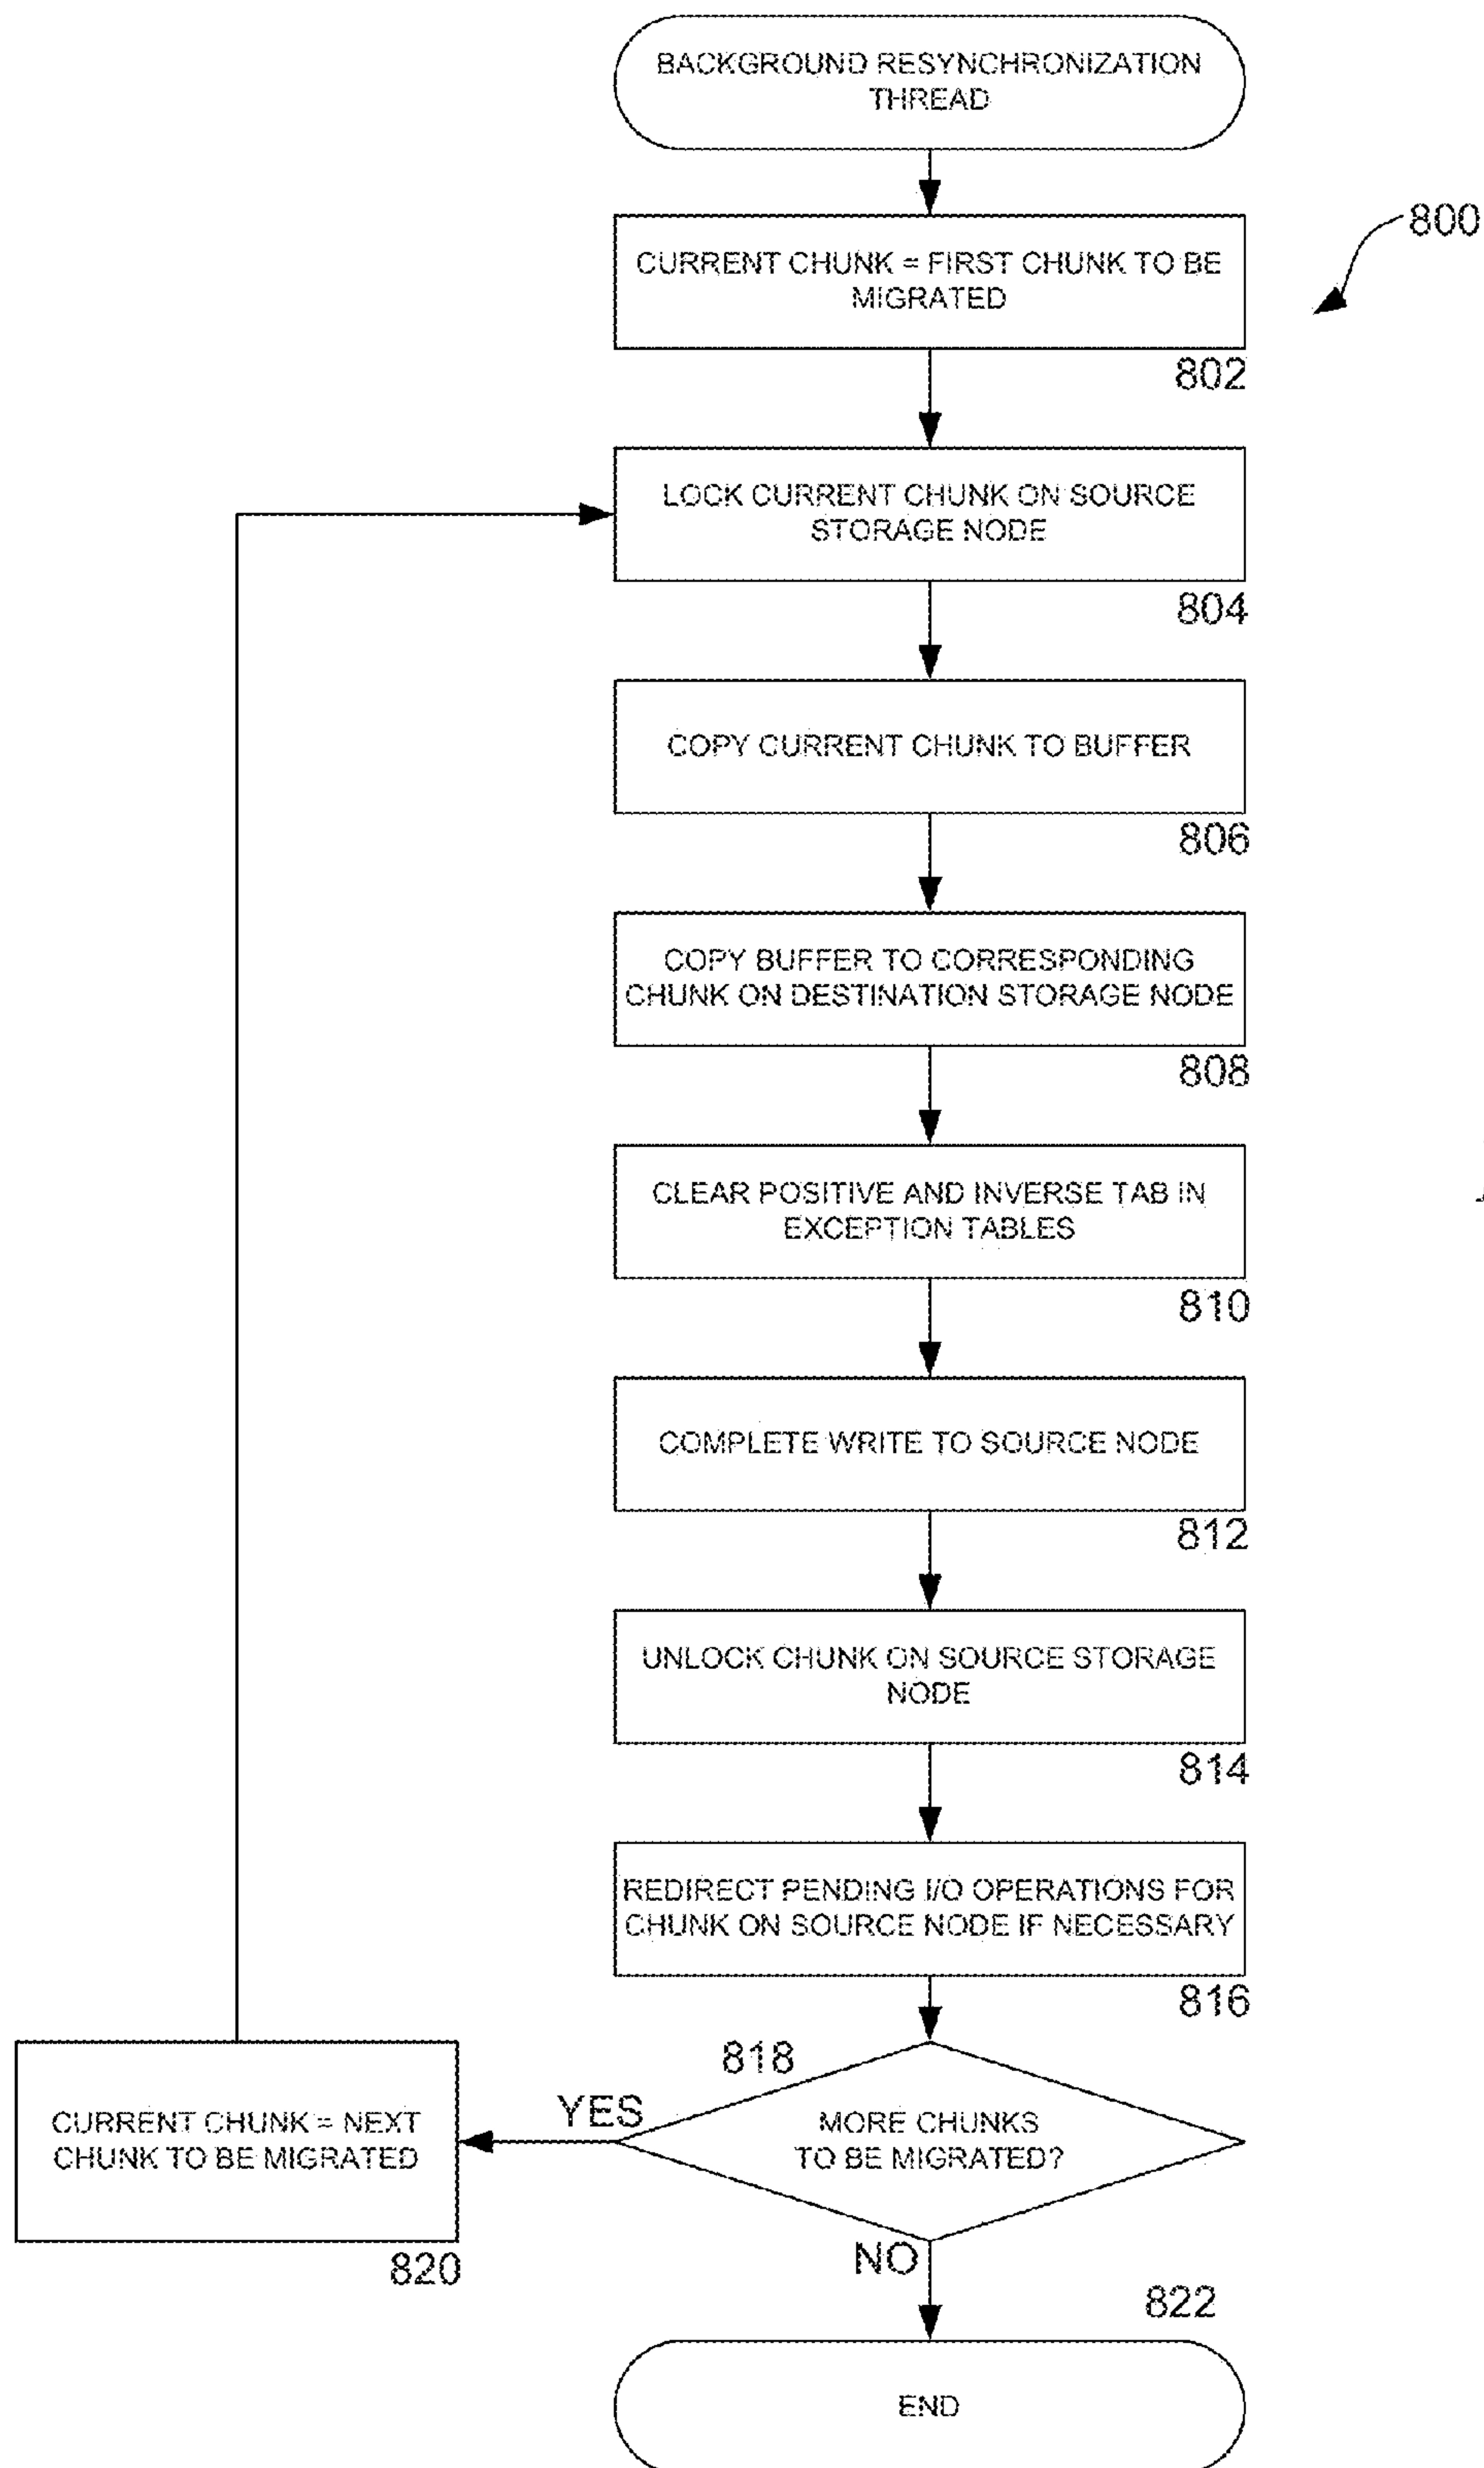 BACKGROUND RESYNCHRONIZATION
THREAD
800
CURRENT CHUNK = FIRST CHUNK TO BE
MIGRATED
802
LOCK CURRENT CHUNK ON SOURCE
STORAGE NODE
804
COPY CURRENT CHUNK TO BUFFER
806
COPY BUFFER TO CORRESPONDING
CHUNK ON DESTINATION STORAGE NODE
808
CLEAR POSITIVE AND INVERSE TAB IN
EXCEPTION TABLES
810
COMPLETE WRITE TO SOURCE NODE
812
UNLOCK CHUNK ON SOURCE STORAGE
NODE
814
REDIRECT PENDING I/O OPERATIONS FOR
CHUNK ON SOURCE NODE IF NECESSARY
816
818
YES
MORE CHUNKS
TO BE MIGRATED?
CURRENT CHUNK = NEXT
CHUNK TO BE MIGRATED
820
NO
822
END